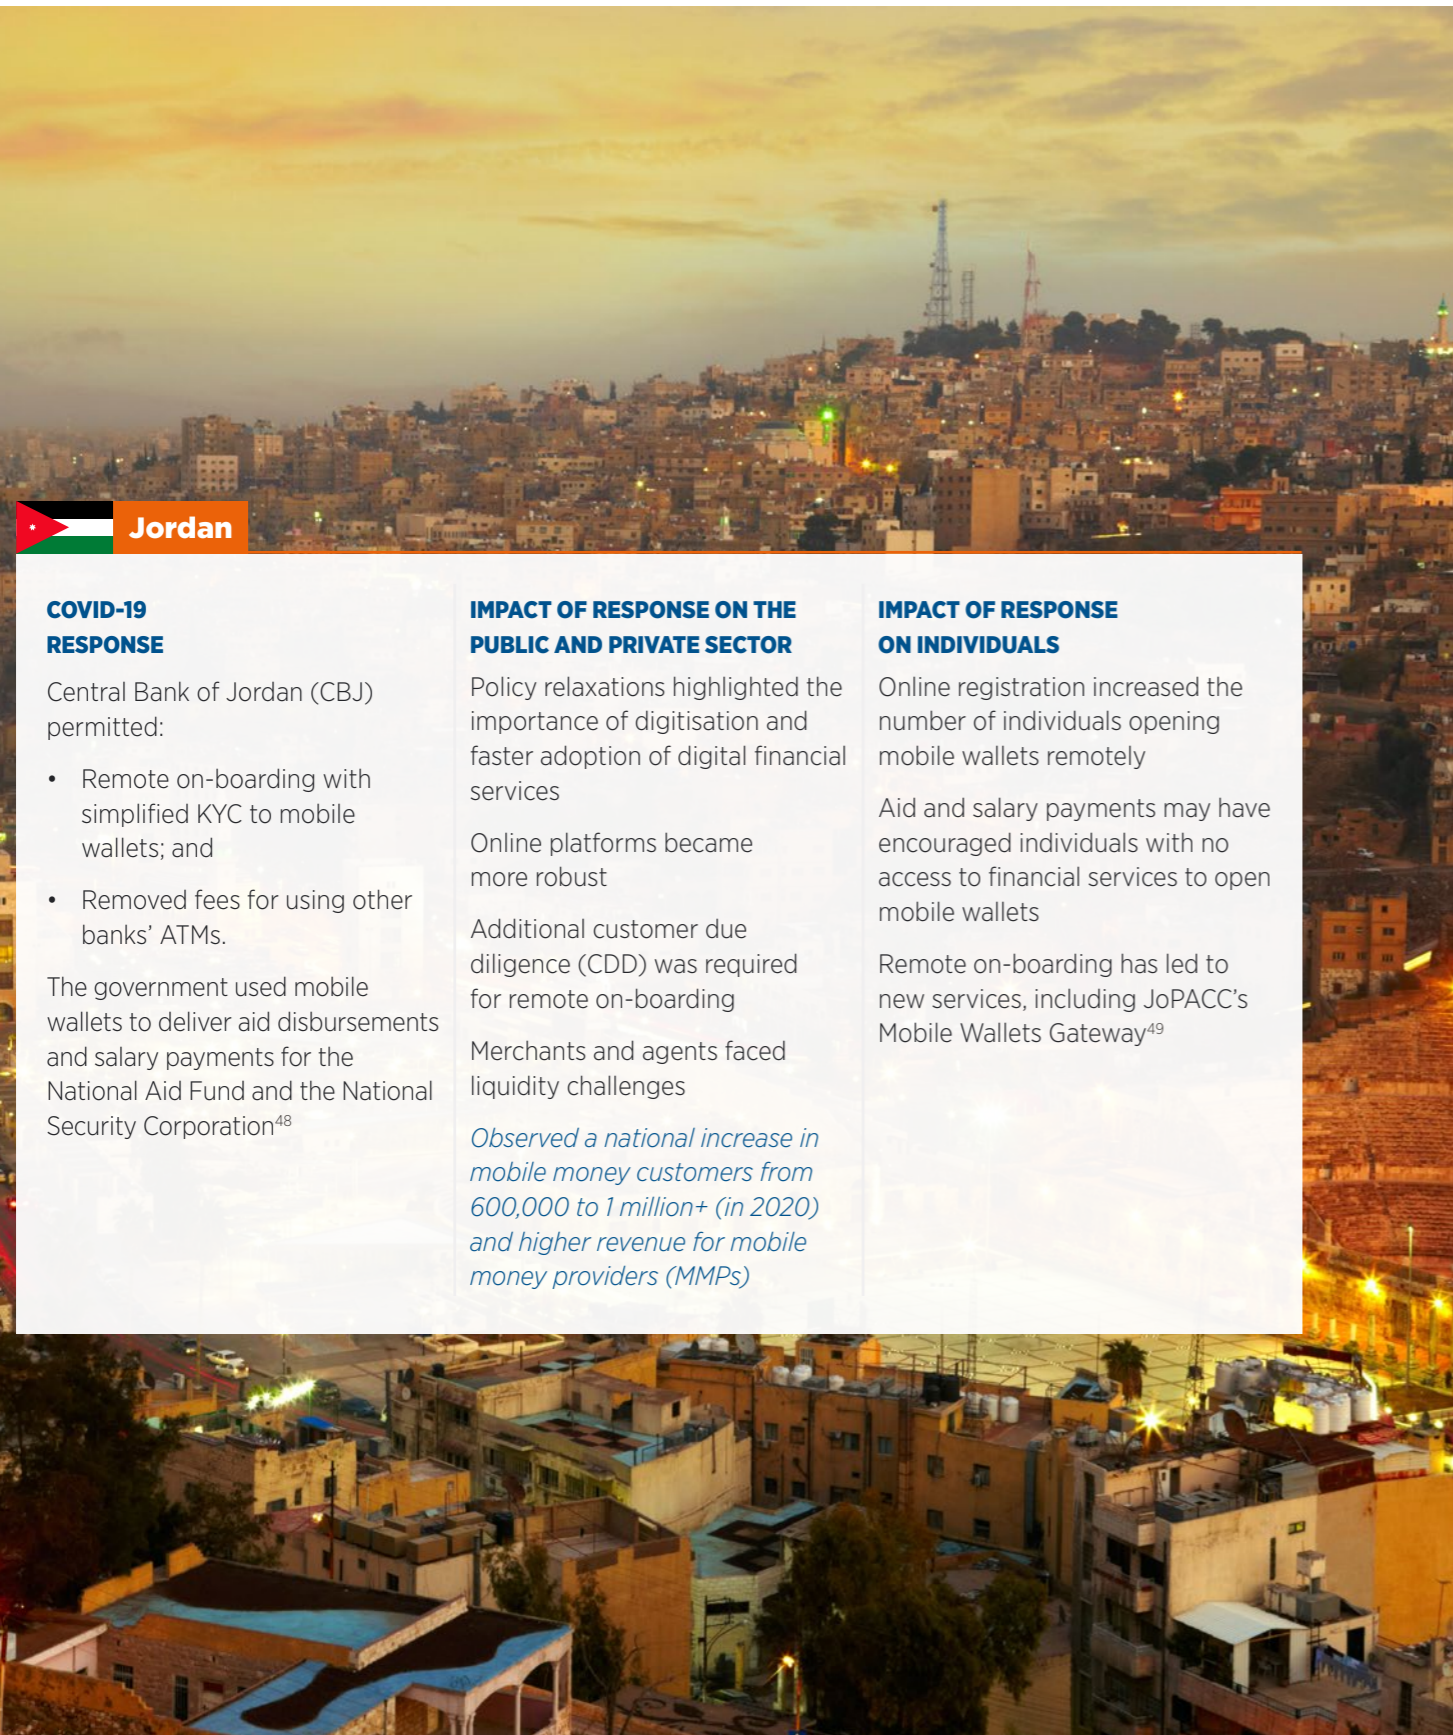 Jordan
COVID-19
RESPONSE
Central Bank of Jordan (CBJ)
permitted:
• Remote on-boarding with
simplified KYC to mobile
wallets; and
• Removed fees for using other
banks’ ATMs.
The government used mobile
wallets to deliver aid disbursements
and salary payments for the
National Aid Fund and the National
Security Corporation48
IMPACT OF RESPONSE ON THE
PUBLIC AND PRIVATE SECTOR
Policy relaxations highlighted the
importance of digitisation and
faster adoption of digital financial
services
Online platforms became
more robust
Additional customer due
diligence (CDD) was required
for remote on-boarding
Merchants and agents faced
liquidity challenges
Observed a national increase in
mobile money customers from
600,000 to 1 million+ (in 2020)
and higher revenue for mobile
money providers (MMPs)
IMPACT OF RESPONSE
ON INDIVIDUALS
Online registration increased the
number of individuals opening
mobile wallets remotely
Aid and salary payments may have
encouraged individuals with no
access to financial services to open
mobile wallets
Remote on-boarding has led to
new services, including JoPACC’s
Mobile Wallets Gateway49